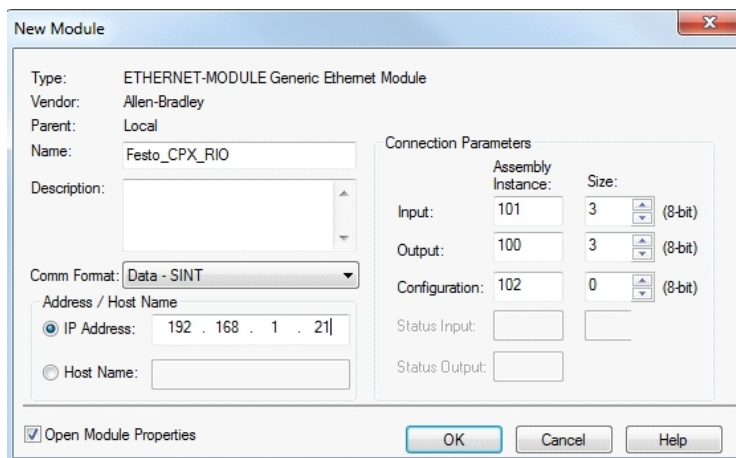 New Module
Type: ETHERNET-MODULE Generic Ethernet Module
Vendor: Allen-Bradley
Parent: Local
Name: Festo_CPX_RIO
Description:
Comm Format: Data - SINT
Address / Host Name
IP Address: 192 . 168 . 1 . 21
Host Name:
Connection Parameters
Assembly
Instance: Size:
Input: 101 3 (8-bit)
Output: 100 3 (8-bit)
Configuration: 102 0 (8-bit)
Status Input:
Status Output:
Open Module Properties
OK Cancel Help